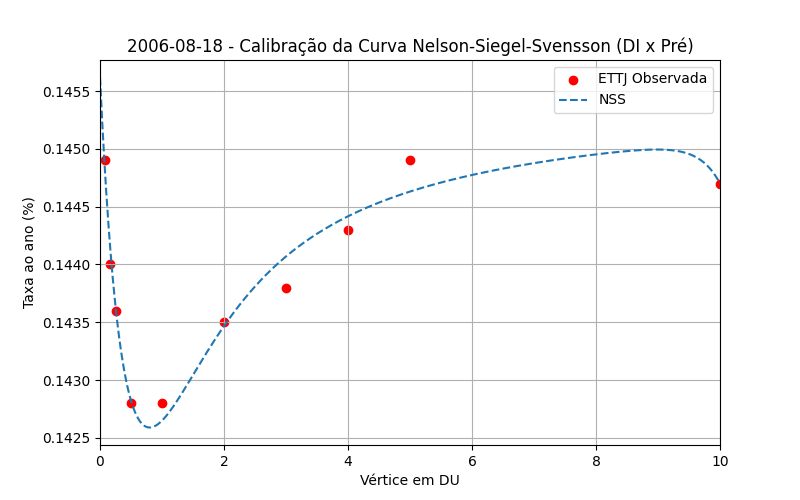 2006-08-18 - Calibração da Curva Nelson-Siegel-Svensson (DI x Pré)
ETTJ Observada
NSS
Taxa ao ano (%)
0.1455
0.1450
0.1445
0.1440
0.1435
0.1430
0.1425
0 2 4 6 8 10
Vértice em DU